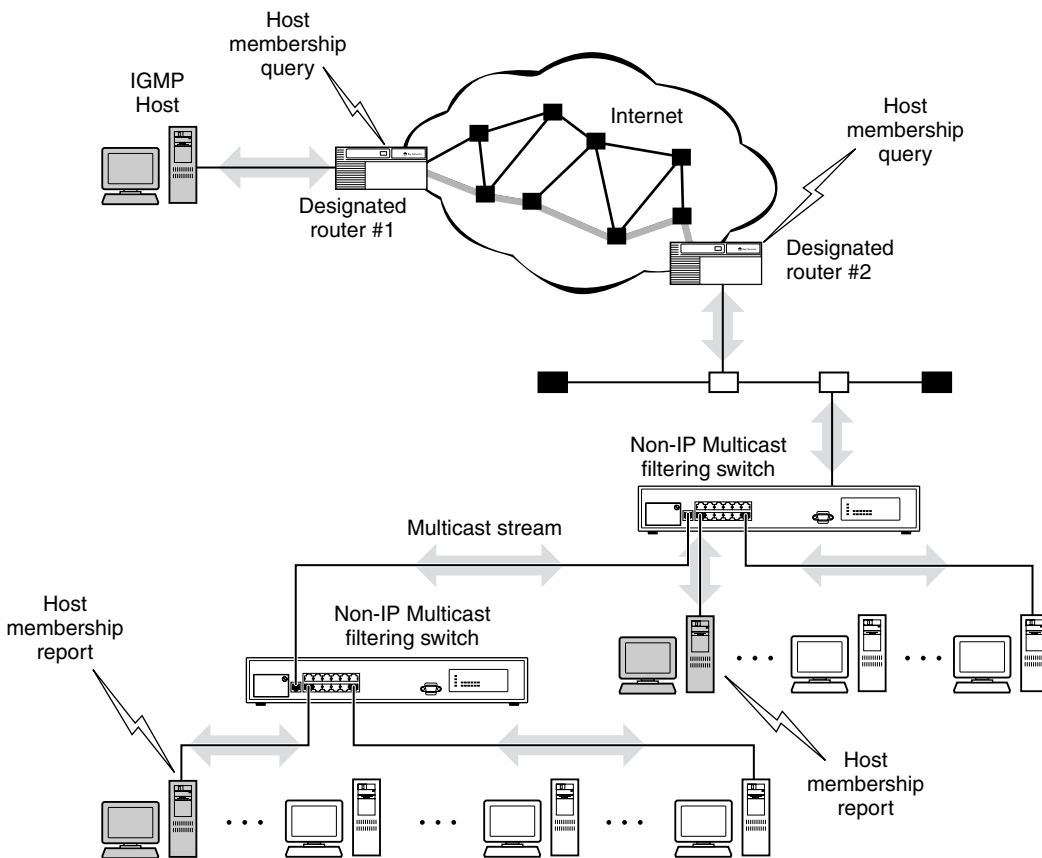 Host
membership
query
IGMP
Host
Internet
Host
membership
query
Designated
router #1
Designated
router #2
Non-IP Multicast
filtering switch
Multicast stream
Host
membership
report
Non-IP Multicast
filtering switch
Host
membership
report